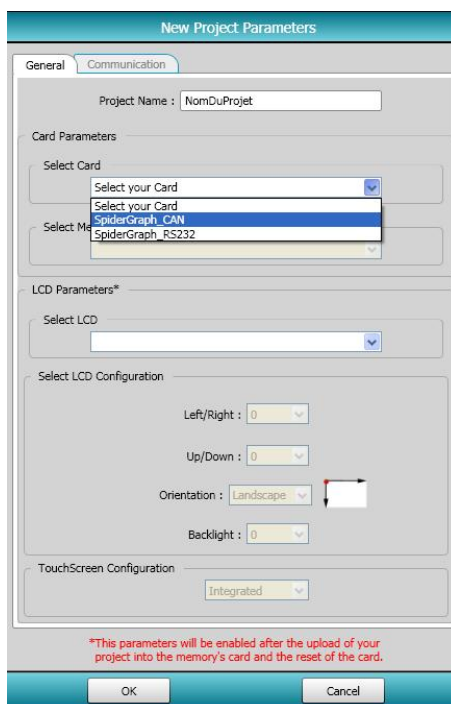 New Project Parameters
General Communication
Project Name : NomDuProjet
Card Parameters
Select Card
Select your Card
Select your Card
SpiderGraph_CAN
Select Me
SpiderGraph_RS232
LCD Parameters*
Select LCD
Select LCD Configuration
Left/Right : 0
Up/Down : 0
Orientation : Landscape
Backlight : 0
TouchScreen Configuration
Integrated
*This parameters will be enabled after the upload of your
project into the memory's card and the reset of the card.
OK Cancel